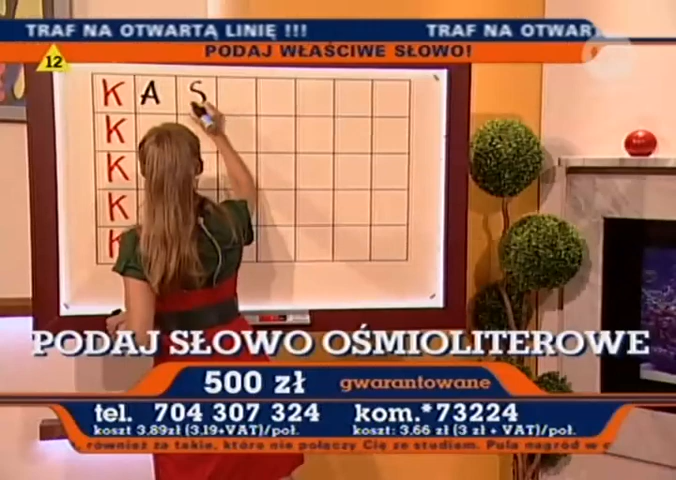 TRAF NA OTWARTĄ LINIĘ !!! TRAF NA OTWART
PODAJ WŁAŚCIWE SŁOWO!
12
K A S
K
K
K
K
PODAJ SŁOWO OŚMIOLITEROWE
500 zł gwarantowane
tel. 704 307 324 kom.*73224
koszt 3.89zł (3.19+VAT)/poł. koszt: 3.66 zł (3 zł + VAT)/poł.
również za takie, które nie połączy Cię ze studiem. Pula nagród w